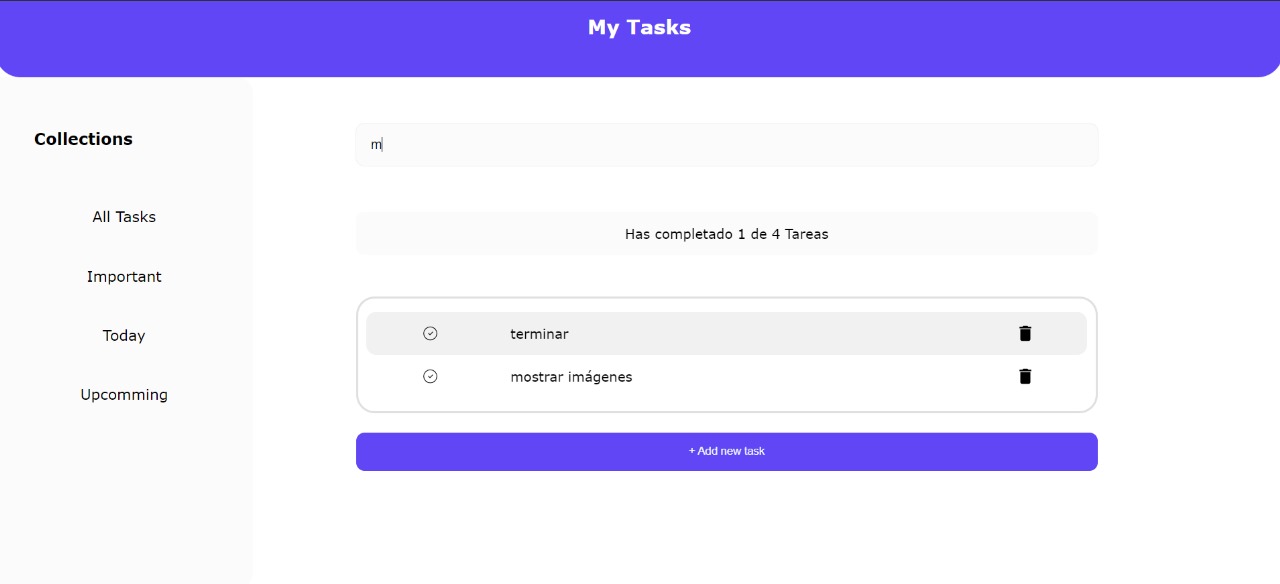 My Tasks
Collections
All Tasks
Important
Today
Upcomming
m
Has completado 1 de 4 Tareas
terminar
mostrar imágenes
+ Add new task